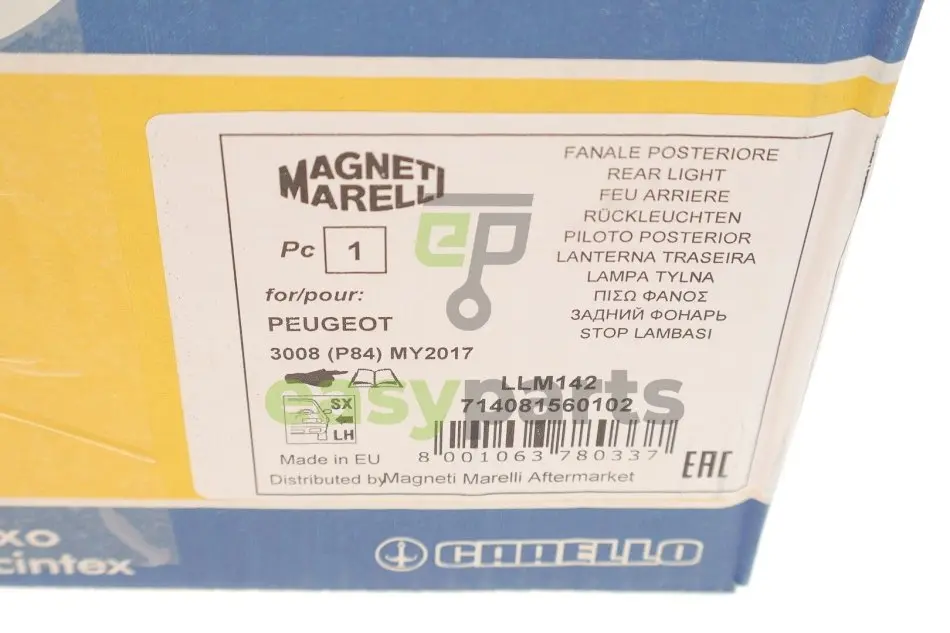 MAGNETI
MARELLI
Pc 1
for/pour:
PEUGEOT
3008 (P84) MY2017
SX
LH
Made in EU
Distributed by Magneti Marelli Aftermarket
FANALE POSTERIORE
REAR LIGHT
FEU ARRIERE
RÜCKLEUCHTEN
PILOTO POSTERIOR
LANTERNA TRASEIRA
LAMPA TYLNA
ΠΙΣΩ ΦΑΝΟΣ
ЗАДНИЙ ФОНАРЬ
STOP LAMBASI
LLM142
714081560102
8 001063 780337
EAC
ep
easyparts
xo
cintex
CARELLO